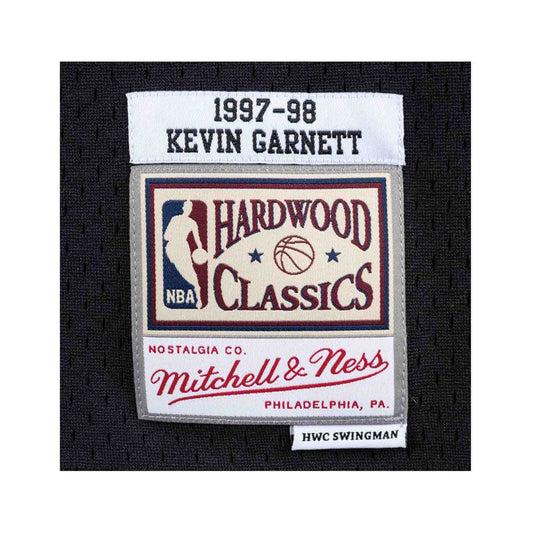 1997-98
KEVIN GARNETT
HARDWOOD
NBA
CLASSICS
NOSTALGIA CO.
Mitchell & Ness
PHILADELPHIA, PA.
HWC SWINGMAN